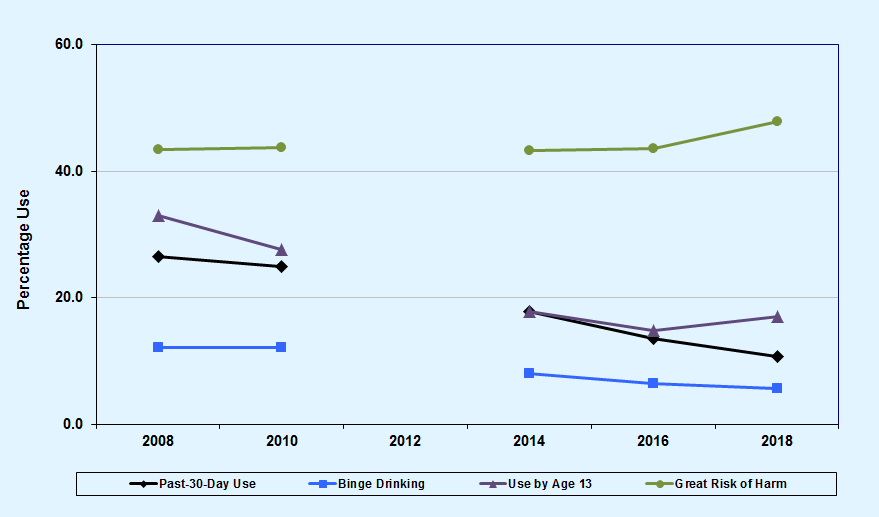 60.0
40.0
20.0
0.0
Percentage Use
2008 2010 2012 2014 2016 2018
Past-30-Day Use Binge Drinking Use by Age 13 Great Risk of Harm